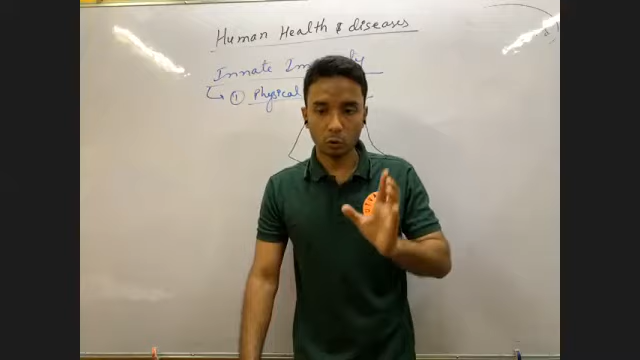 Human Health & diseases
Innate
① Physical